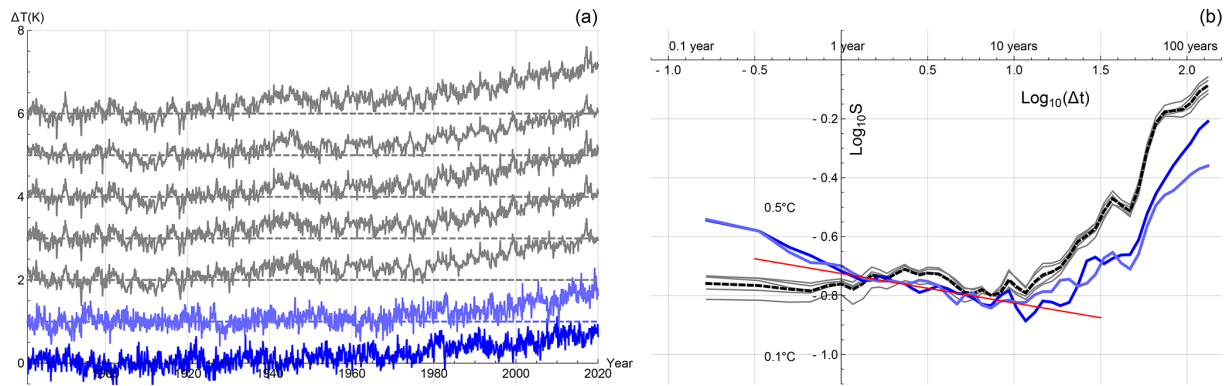 ΔT(K)
(a)
8
6
4
2
0
1900
1920
1940
1960
1980
2000
2020
Year
(b)
0.1 year
1 year
10 years
100 years
- 1.0
- 0.5
0.5
1.0
1.5
2.0
Log10(Δt)
Log10S
- 0.2
- 0.4
- 0.6
- 0.8
- 1.0
0.5°C
0.1°C